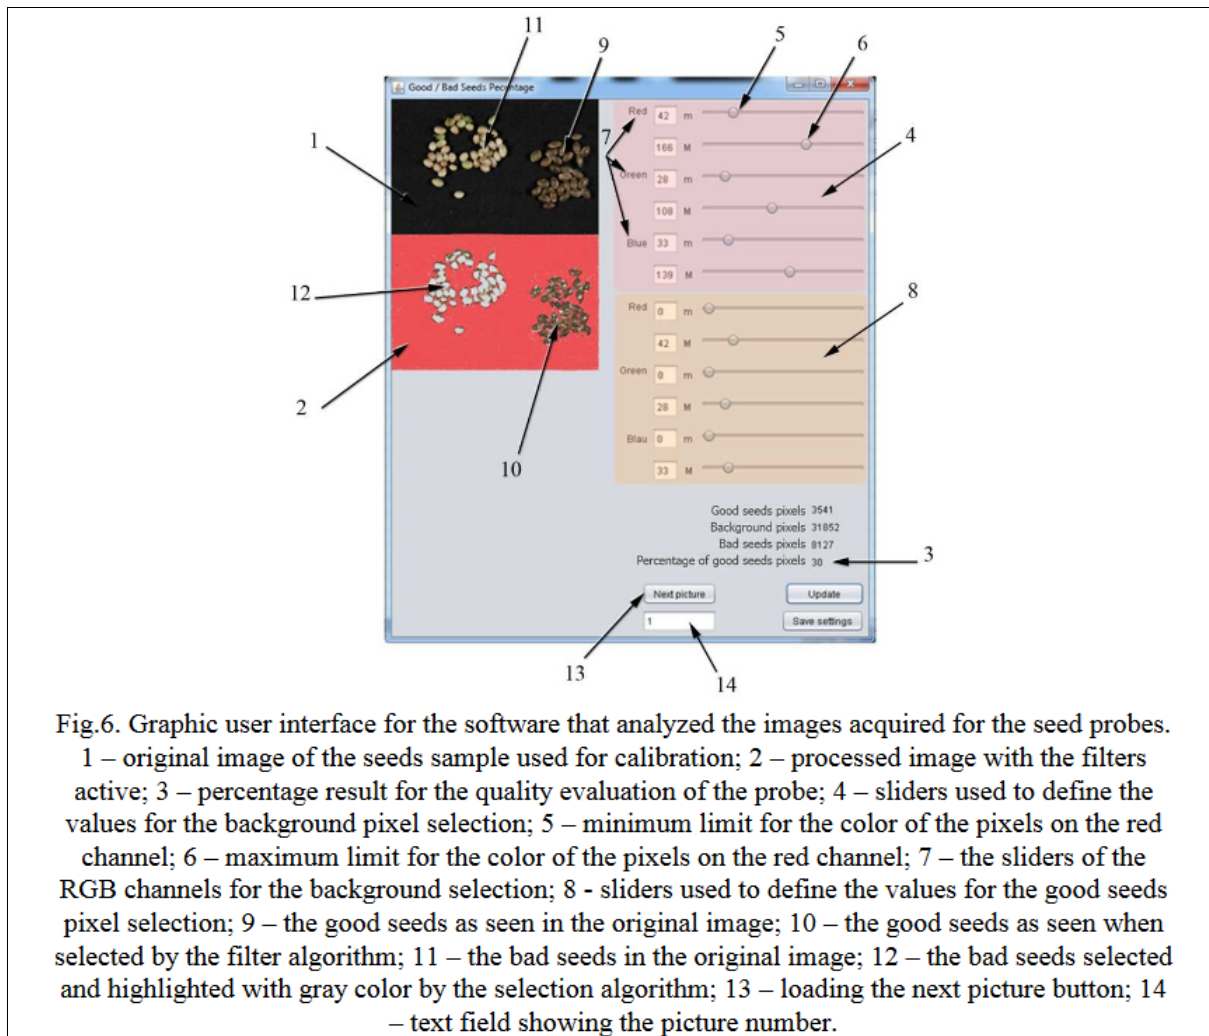 11
5
9
6
Good / Bad Seeds Pecentage
Red 42 m
7
1
4
166 M
Green 28 m
108 M
Blue 33 m
139 M
12
8
Red 0 m
42 M
Green 0 m
2
28 M
Blau 0 m
10
33 M
Good seeds pixels 3541
Background pixels 31852
Bad seeds pixels 8127
Percentage of good seeds pixels 30
3
Next picture Update
1 Save settings
13
14
Fig.6. Graphic user interface for the software that analyzed the images acquired for the seed probes.
1 – original image of the seeds sample used for calibration; 2 – processed image with the filters
active; 3 – percentage result for the quality evaluation of the probe; 4 – sliders used to define the
values for the background pixel selection; 5 – minimum limit for the color of the pixels on the red
channel; 6 – maximum limit for the color of the pixels on the red channel; 7 – the sliders of the
RGB channels for the background selection; 8 - sliders used to define the values for the good seeds
pixel selection; 9 – the good seeds as seen in the original image; 10 – the good seeds as seen when
selected by the filter algorithm; 11 – the bad seeds in the original image; 12 – the bad seeds selected
and highlighted with gray color by the selection algorithm; 13 – loading the next picture button; 14
– text field showing the picture number.